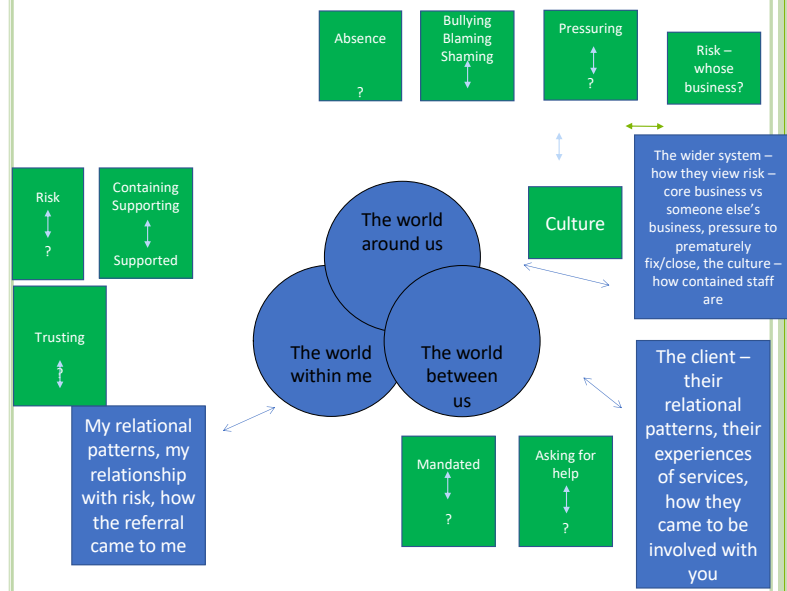 Absence
?
Bullying
Blaming
Shaming
Pressuring
?
Risk –
whose
business?
Risk
?
Containing
Supporting
Supported
Trusting
?
The world
around us
The world
within me
The world
between
us
Culture
The wider system –
how they view risk –
core business vs
someone else's
business, pressure to
prematurely
fix/close, the culture –
how contained staff
are
My relational
patterns, my
relationship
with risk, how
the referral
came to me
Mandated
?
Asking for
help
?
The client –
their
relational
patterns, their
experiences
of services,
how they
came to be
involved with
you